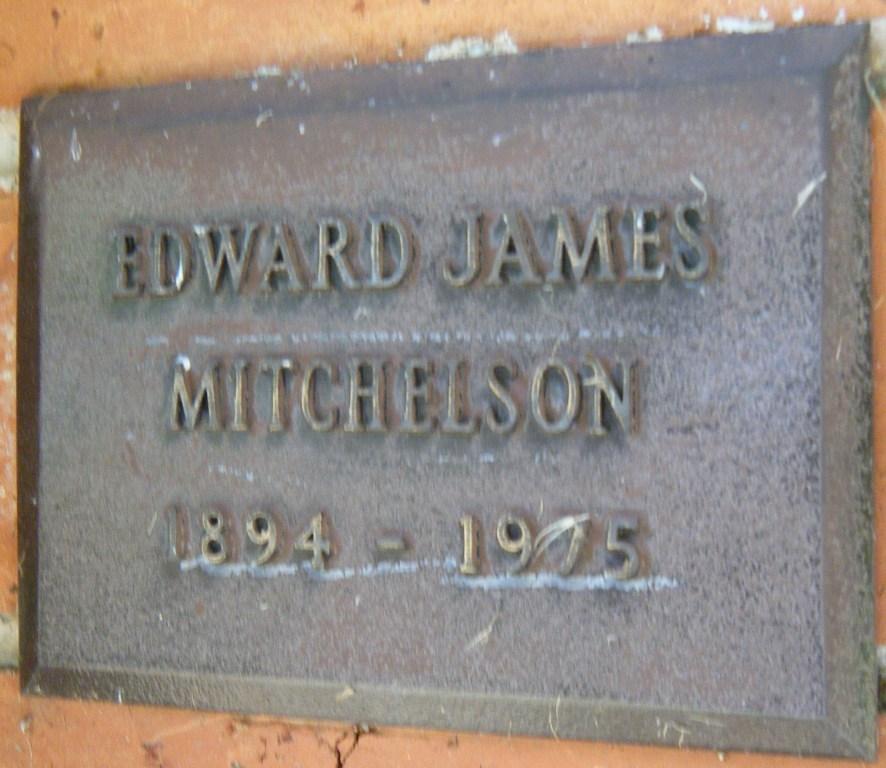 EDWARD JAMES
MITCHELSON
1894 - 1975